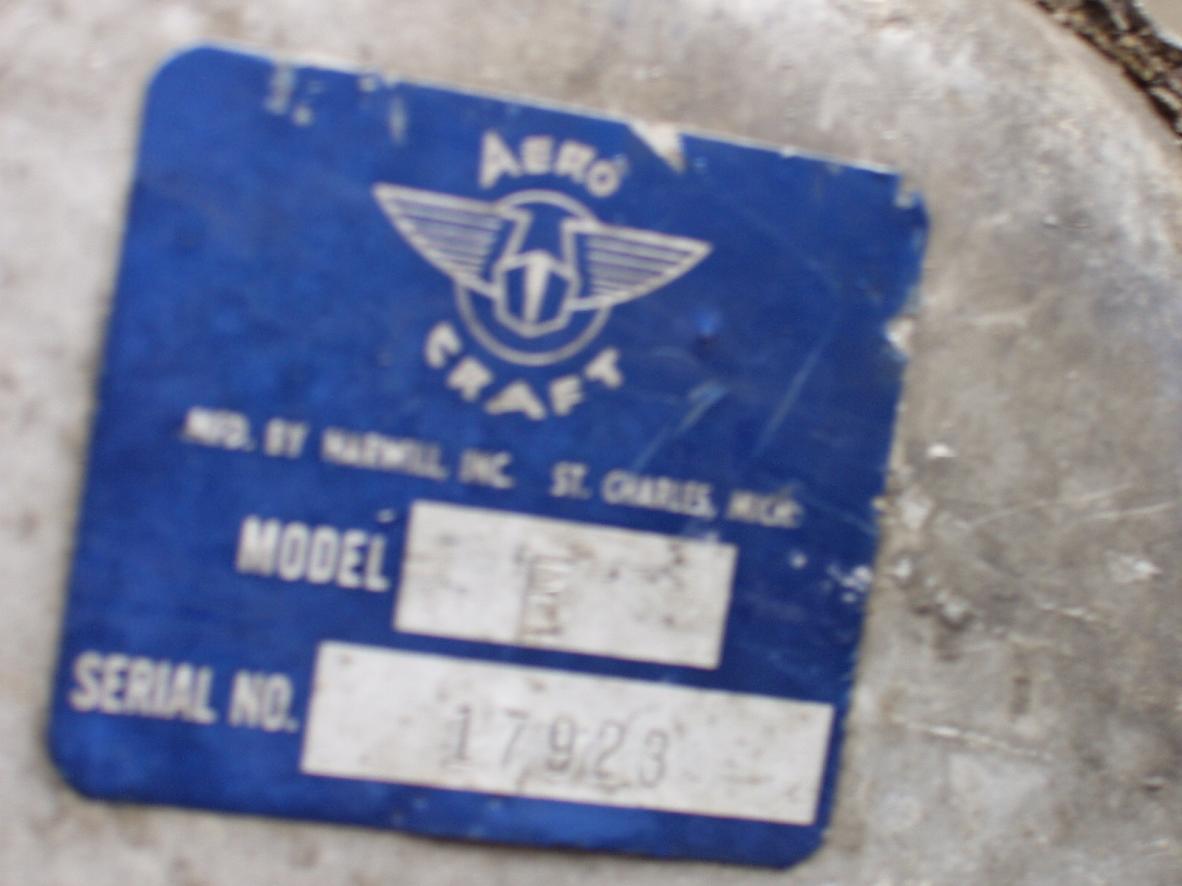 AERO
CRAFT
MFD. BY HARWILL, INC. ST. CHARLES, MICH.
MODEL
SERIAL NO. 17923